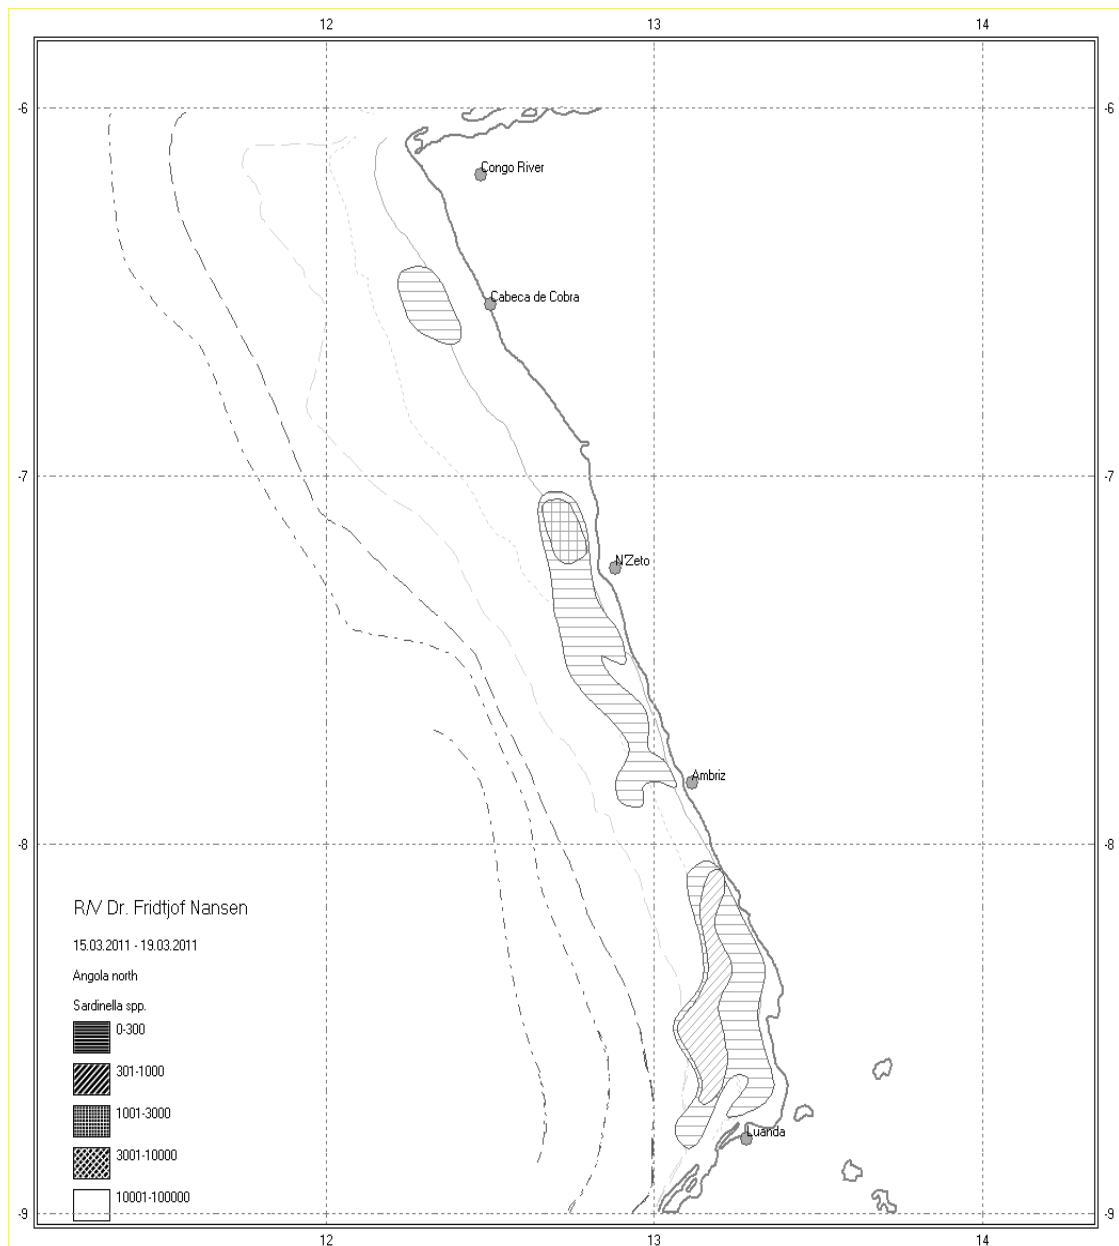 12 13 14
-6 -6
Congo River
Cabeca de Cobra
-7 -7
N'Zeto
Ambriz
-8 -8
R/V Dr. Fridtjof Nansen
15.03.2011 - 19.03.2011
Angola north
Sardinella spp.
0-300
301-1000
1001-3000
Luanda
3001-10000
10001-100000
-9 -9
12 13 14